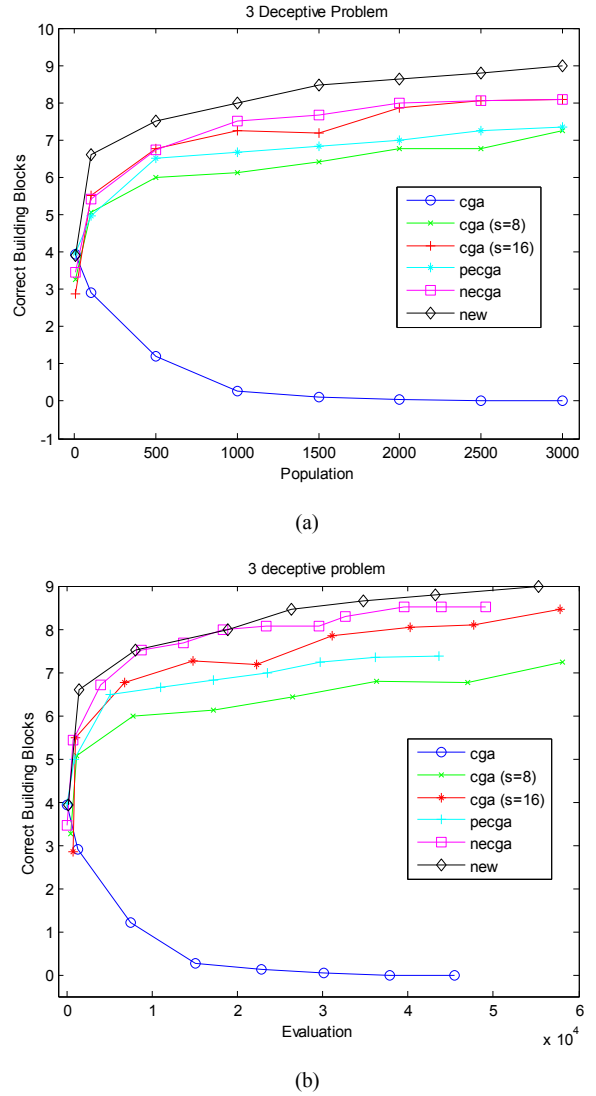 3 Deceptive Problem
10
9
8
7
6
5
4
3
2
1
0
-1
Correct Building Blocks
cga
cga (s=8)
cga (s=16)
pecga
necga
new
0 500 1000 1500 2000 2500 3000
Population
(a)
3 deceptive problem
9
8
7
6
5
4
3
2
1
0
Correct Building Blocks
cga
cga (s=8)
cga (s=16)
pecga
necga
new
0 1 2 3 4 5 6
Evaluation
x 10⁴
(b)